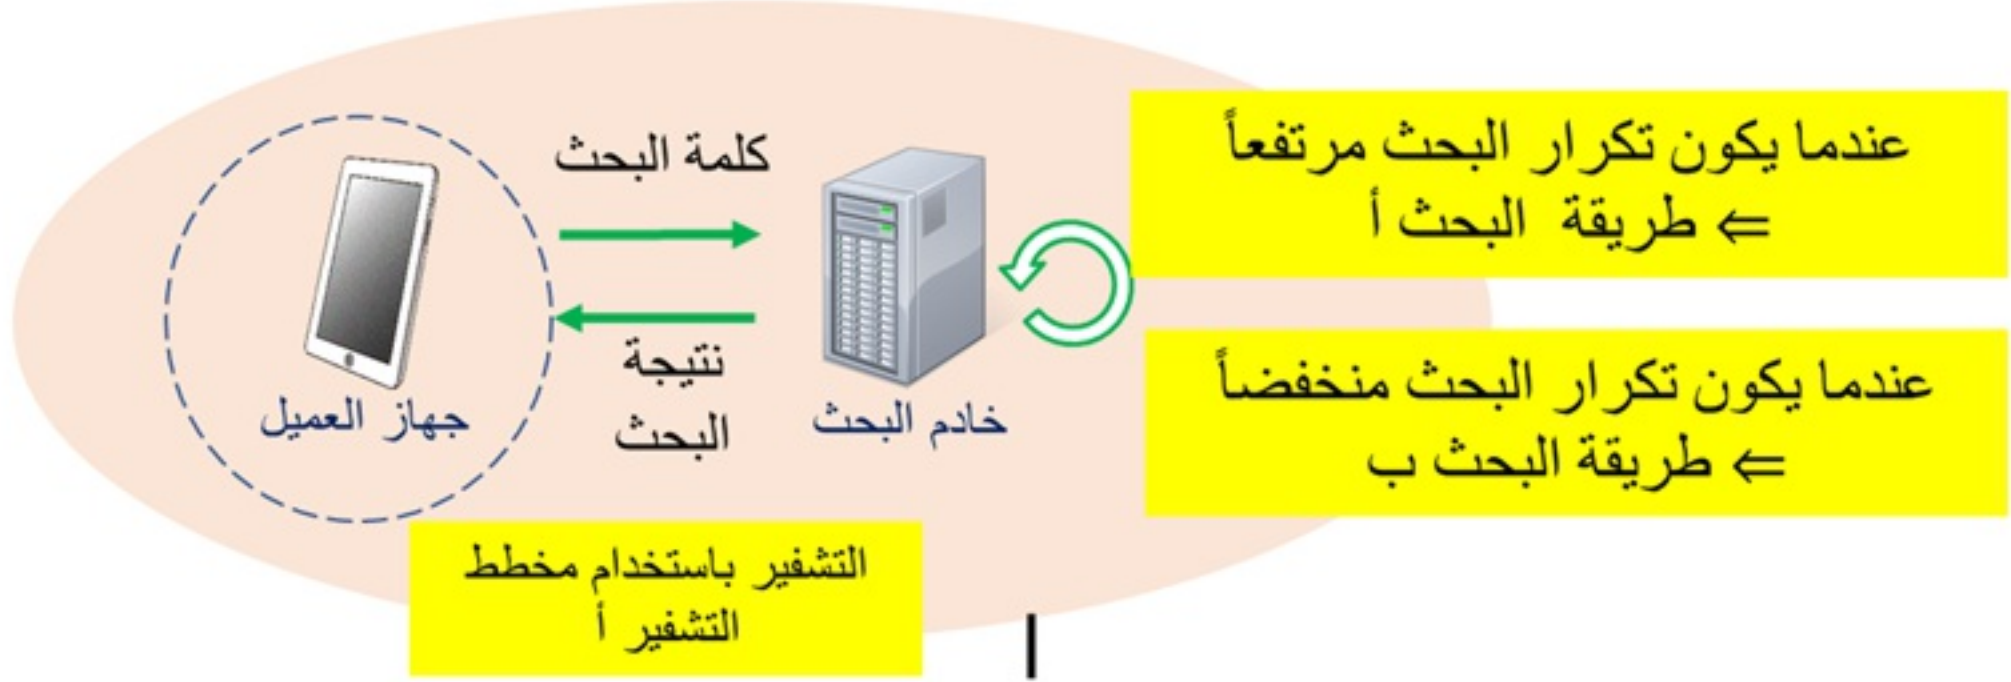 عندما يكون تكرار البحث مرتفعاً
⇐ طريقة البحث أ
كلمة البحث
نتيجة
البحث
خادم البحث
جهاز العميل
عندما يكون تكرار البحث منخفضاً
⇐ طريقة البحث ب
التشفير باستخدام مخطط
التشفير أ